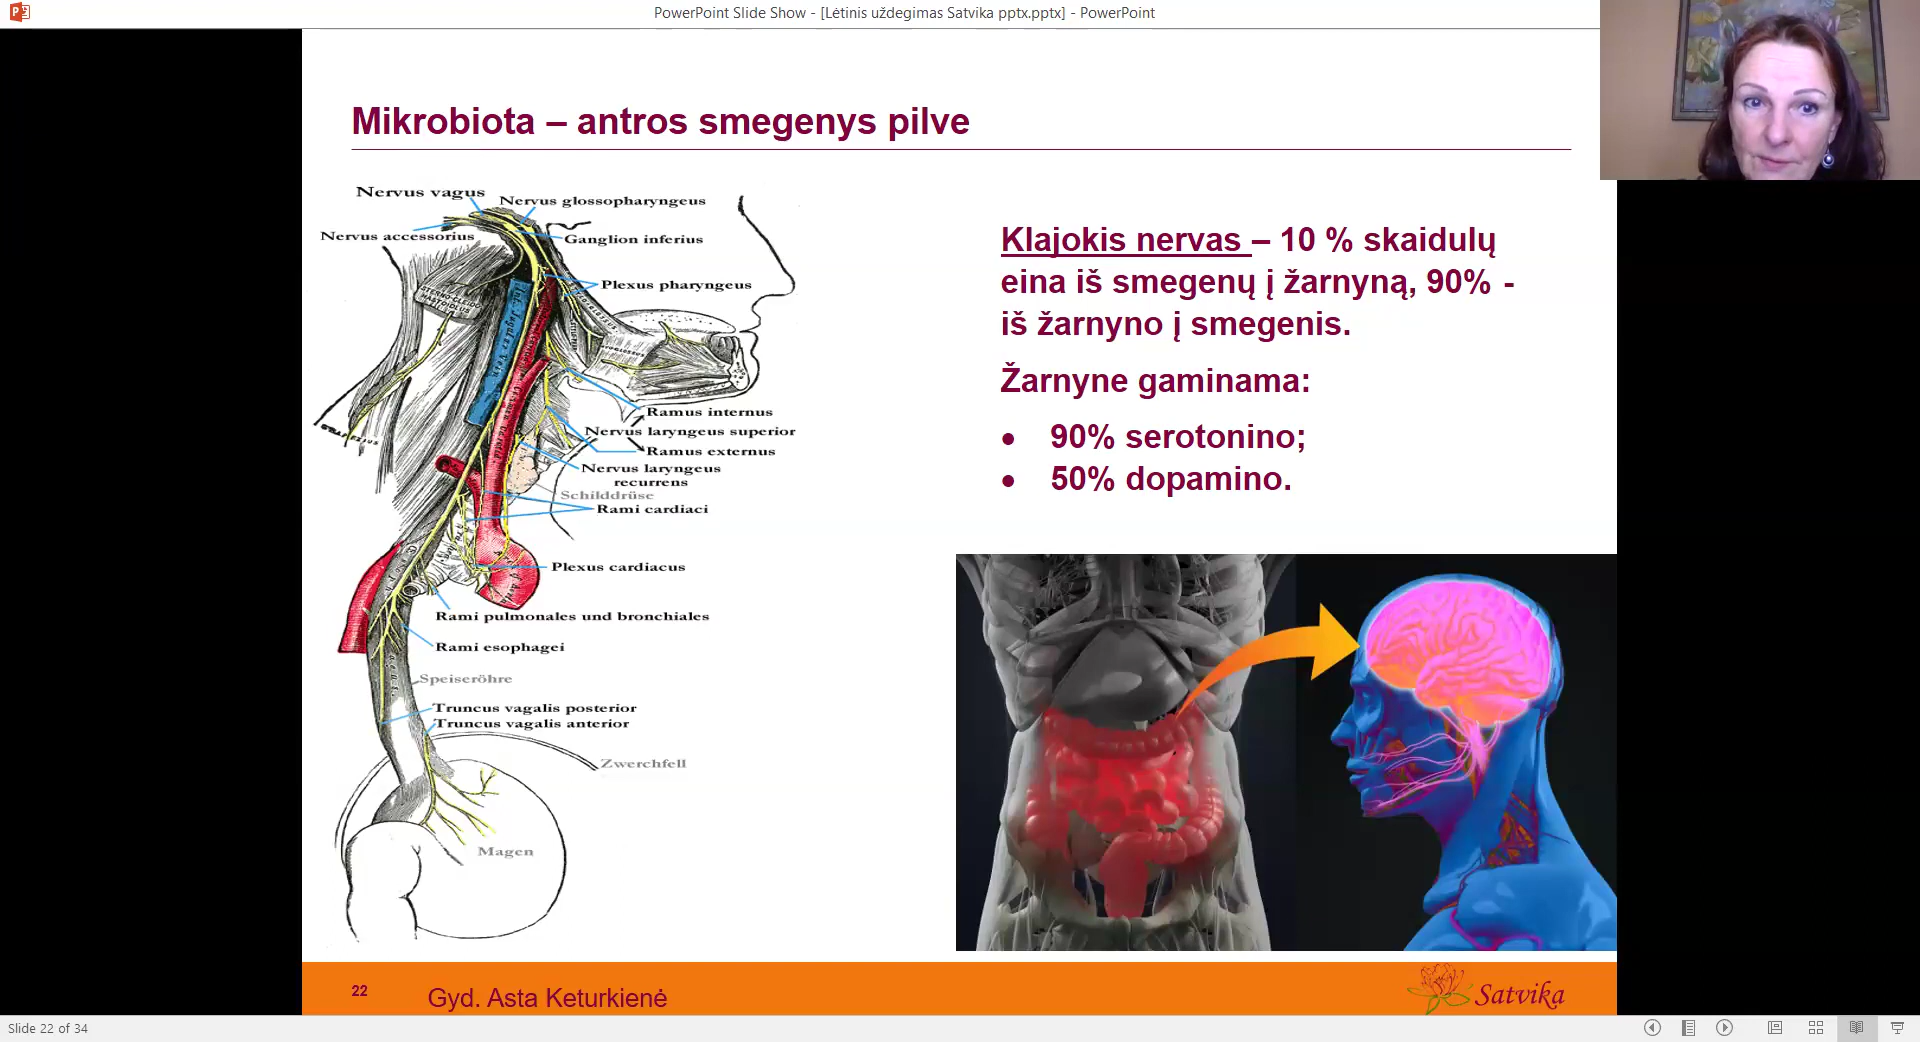 PowerPoint Slide Show - [Lėtinis uždegimas Satvika pptx.pptx] - PowerPoint
Mikrobiota – antros smegenys pilve
Nervus vagus
Nervus glossopharyngeus
Nervus accessorius
Ganglion inferius
Plexus pharyngeus
STERNO-CLEIDO
MASTOIDEUS
Ramus internus
Nervus laryngeus superior
Ramus externus
Nervus laryngeus
recurrens
Schilddrüse
Rami cardiaci
Plexus cardiacus
Rami pulmonales und bronchiales
Rami esophagei
Speiseröhre
Truncus vagalis posterior
Truncus vagalis anterior
Zwerchfell
Magen
Klajokis nervas – 10 % skaidulų
eina iš smegenų į žarnyną, 90% -
iš žarnyno į smegenis.
Žarnyne gaminama:
• 90% serotonino;
• 50% dopamino.
22
Gyd. Asta Keturkienė
Satvika
Slide 22 of 34